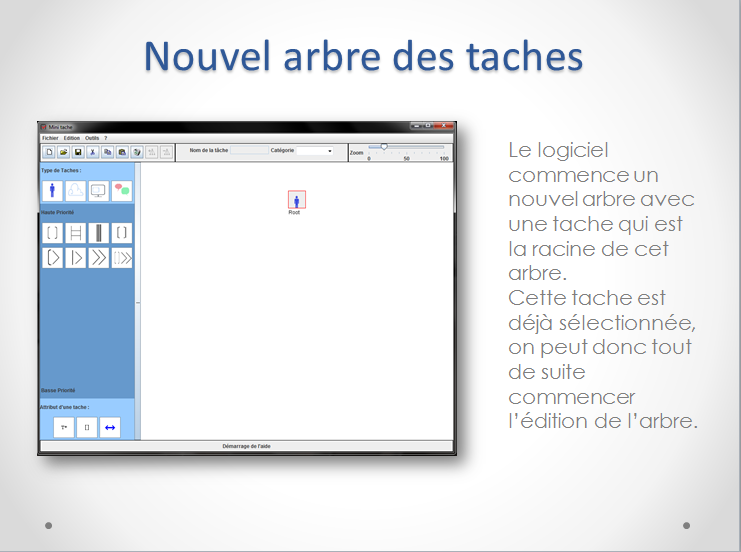 Nouvel arbre des taches
Mini tache
Fichier Edition Outils ?
Nom de la tâche
Catégorie
Zoom
0 50 100
Type de Taches :
Haute Priorité
Root
Basse Priorité
Attribut d'une tache :
T*
[]
Démarrage de l'aide
Le logiciel
commence un
nouvel arbre avec
une tache qui est
la racine de cet
arbre.
Cette tache est
déjà sélectionnée,
on peut donc tout
de suite
commencer
l'édition de l'arbre.